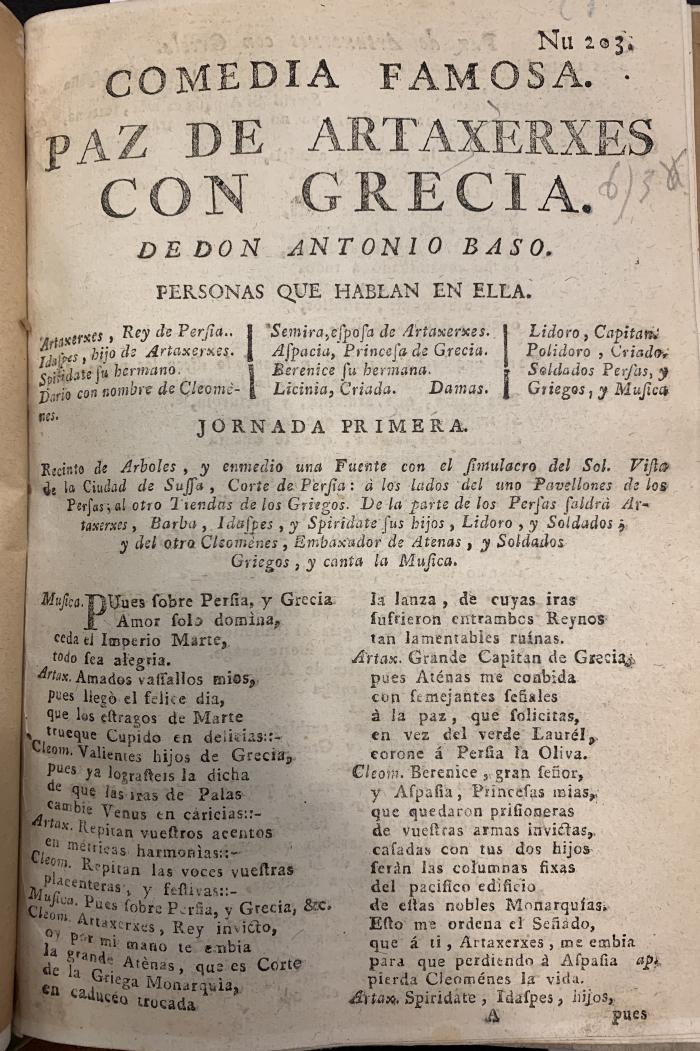 Nu 203.
COMEDIA FAMOSA.
PAZ DE ARTAXERXES
CON GRECIA.
DE DON ANTONIO BASO.
PERSONAS QUE HABLAN EN ELLA.
Artaxerxes, Rey de Perſia..
Idaſpes, hijo de Artaxerxes.
Spiridate ſu hermano.
Dario con nombre de Cleome-
nes.
Semira, eſpoſa de Artaxerxes.
Aſpacia, Princeſa de Grecia.
Berenice ſu hermana.
Licinia, Criada. Damas.
Lidoro, Capitan.
Polidoro, Criado.
Soldados Perſas, y
Griegos, y Muſica
JORNADA PRIMERA.
Recinto de Arboles, y enmedio una Fuente con el ſimulacro del Sol. Viſta
de la Ciudad de Suſſa, Corte de Perſia: à los lados del uno Pavellones de los
Perſas; al otro Tiendas de los Griegos. De la parte de los Perſas ſaldrà Ar-
taxerxes, Barba, Idaſpes, y Spiridate ſus hijos, Lidoro, y Soldados;
y del otro Cleoménes, Embaxador de Atenas, y Soldados
Griegos, y canta la Muſica.
Muſica. PUues ſobre Perſia, y Grecia
Amor ſolo domina,
ceda el Imperio Marte,
todo ſea alegria.
Artax. Amados vaſſallos mios,
pues llegò el felice dia,
que los eſtragos de Marte
trueque Cupido en delicias::-
Cleom. Valientes hijos de Grecia,
pues ya lograſteis la dicha
de que las iras de Palas
cambie Venus en cáricias::-
Artax. Repitan vueſtros acentos
en métricas harmonìas::-
Cleom. Repitan las voces vueſtras
placenteras, y feſtivas::-
Muſica. Pues ſobre Perſia, y Grecia, &c.
Cleom. Artaxerxes, Rey invicto,
oy por mi mano te embia
la grande Atènas, que es Corte
de la Griega Monarquia,
en caducéo trocada
la lanza, de cuyas iras
ſufrieron entrambos Reynos
tan lamentables ruínas.
Artax. Grande Capitan de Grecia,
pues Aténas me conbida
con ſemejantes ſeñales
à la paz, que ſolicitas,
en vez del verde Laurél,
corone á Perſia la Oliva.
Cleom. Berenice, gran ſeñor,
y Aſpaſia, Princeſas mias,
que quedaron priſioneras
de vueſtras armas invictas,
caſadas con tus dos hijos
ſeràn las columnas fixas
del pacifico edificio
de eſtas nobles Monarquías.
Eſto me ordena el Señado,
que á ti, Artaxerxes, me embia
para que perdiendo à Aſpaſia ap.
pierda Cleoménes la vida.
Artax. Spiridate, Idaſpes, hijos,
A pues